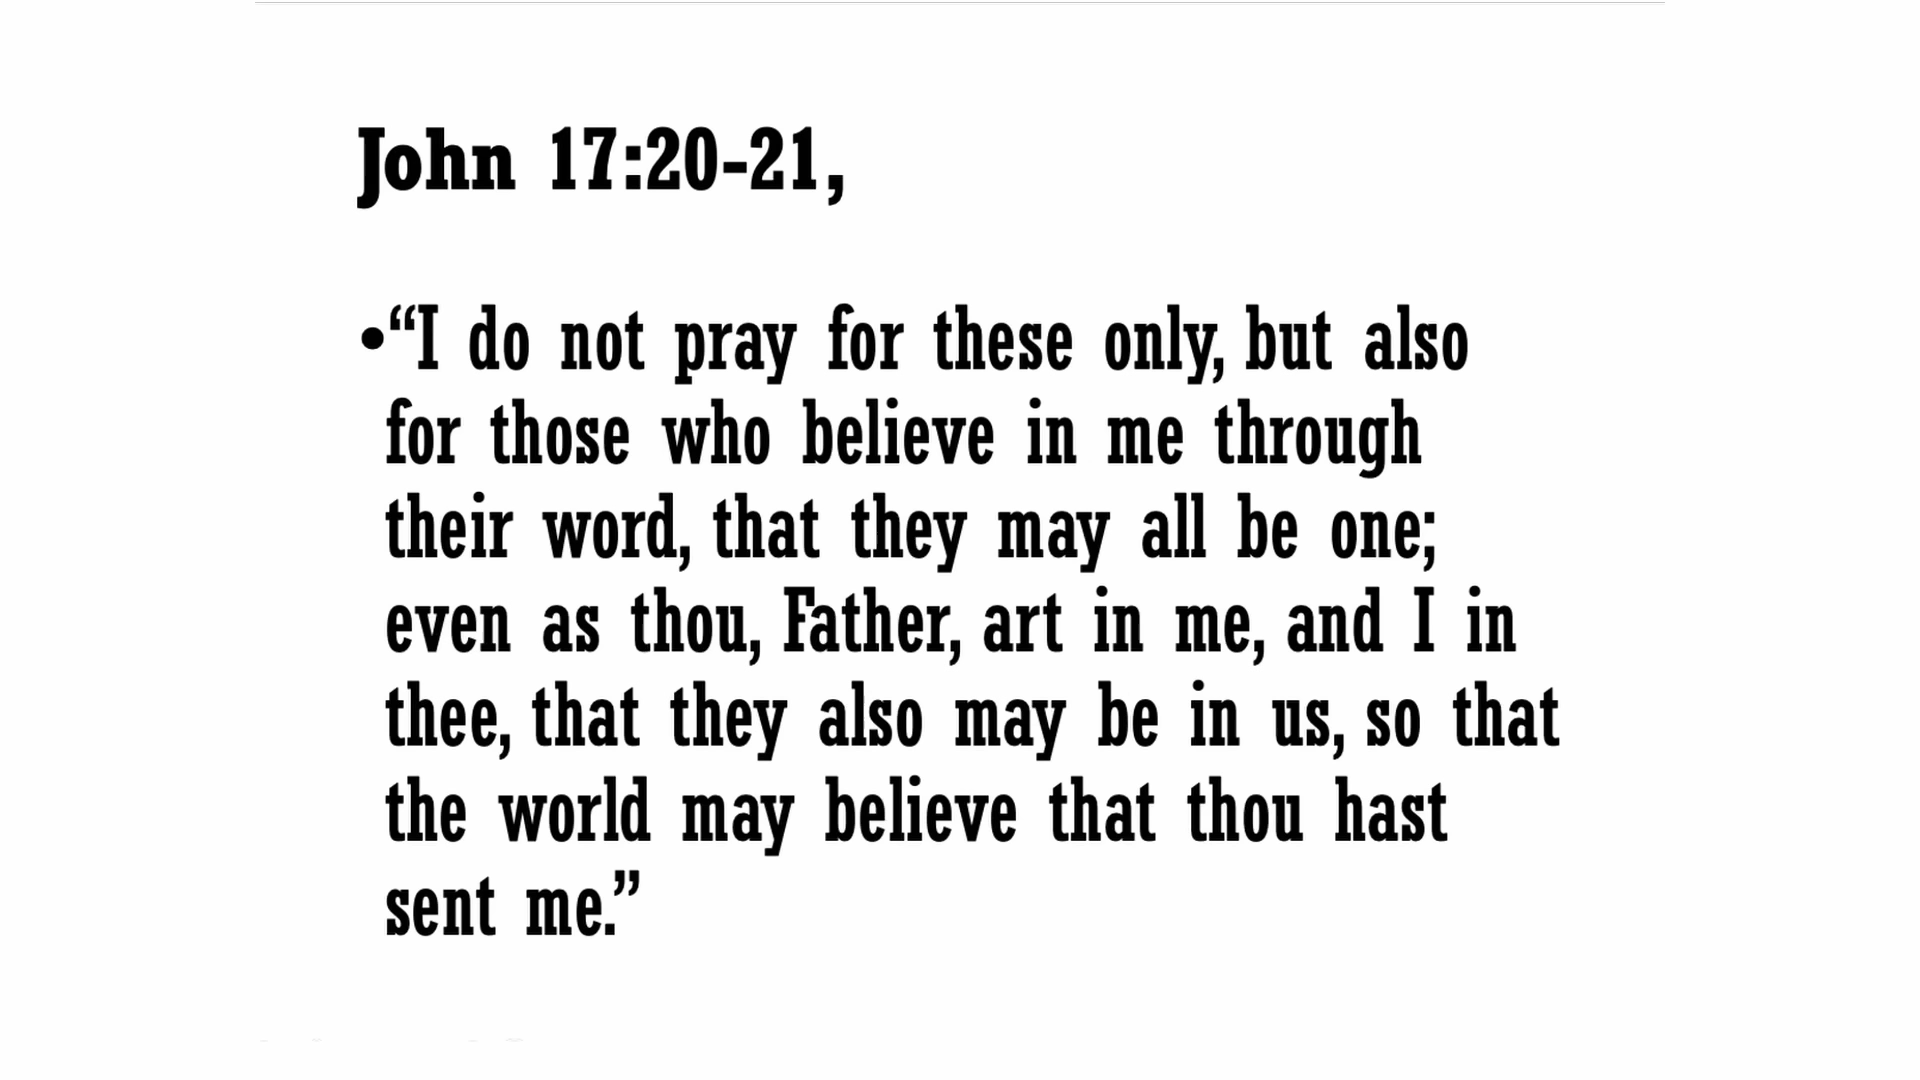 John 17:20-21,
•“I do not pray for these only, but also
for those who believe in me through
their word, that they may all be one;
even as thou, Father, art in me, and I in
thee, that they also may be in us, so that
the world may believe that thou hast
sent me.”